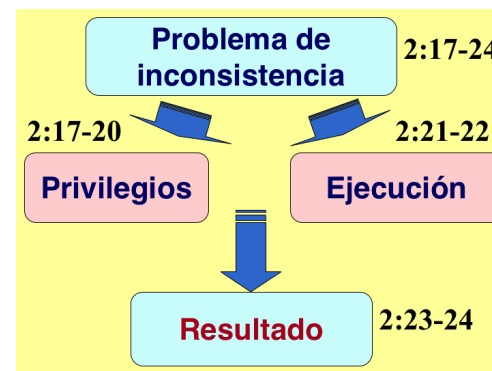 Problema de
inconsistencia
2:17-24
2:17-20
2:21-22
Privilegios
Ejecución
Resultado
2:23-24